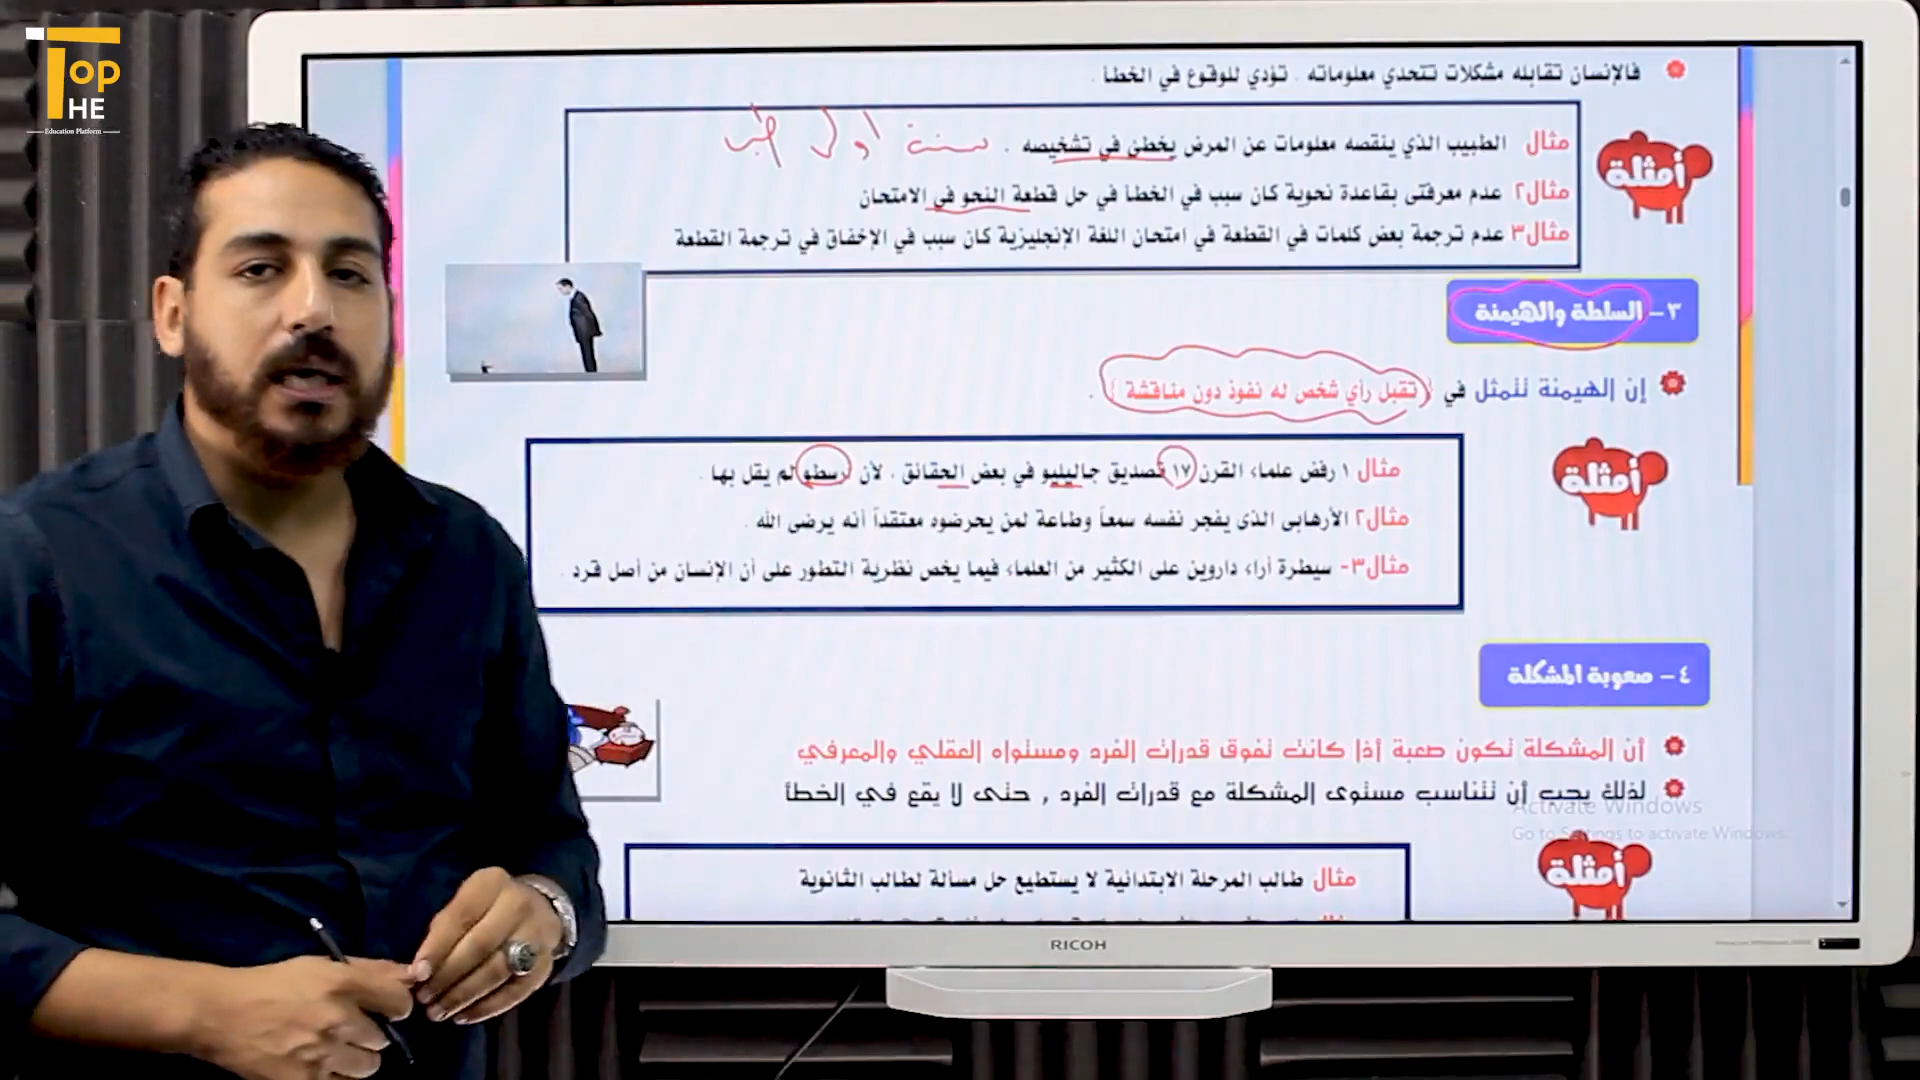 TOP
THE
Education Platform
فالإنسان تقابله مشكلات تتحدي معلوماته . تؤدي للوقوع في الخطأ .
أمثلة
مثال الطبيب الذي ينقصه معلومات عن المرض يخطئ في تشخيصه . سنة اولى طب
مثال٢ عدم معرفتى بقاعدة نحوية كان سبب في الخطأ في حل قطعة النحو في الامتحان
مثال٣ عدم ترجمة بعض كلمات في القطعة في امتحان اللغة الإنجليزية كان سبب في الإخفاق في ترجمة القطعة
٣- السلطة والهيمنة
إن الهيمنة تتمثل في { تقبل رأي شخص له نفوذ دون مناقشة } .
أمثلة
مثال ١ رفض علماء القرن ١٧ تصديق جاليليو في بعض الحقائق . لأن أرسطو لم يقل بها .
مثال٢ الأرهابى الذى يفجر نفسه سمعاً وطاعة لمن يحرضوه معتقداً أنه يرضى الله .
مثال٣- سيطرة أراء داروين على الكثير من العلماء فيما يخص نظرية التطور على أن الإنسان من أصل قرد .
٤- صعوبة المشكلة
أن المشكلة تكون صعبة أذا كانت تفوق قدرات الفرد ومستواه العقلي والمعرفي
لذلك يجب أن تتناسب مستوى المشكلة مع قدرات الفرد , حتى لا يقع في الخطأ
Activate Windows
Go to Settings to activate Windows.
أمثلة
مثال طالب المرحلة الابتدائية لا يستطيع حل مسألة لطالب الثانوية
RICOH